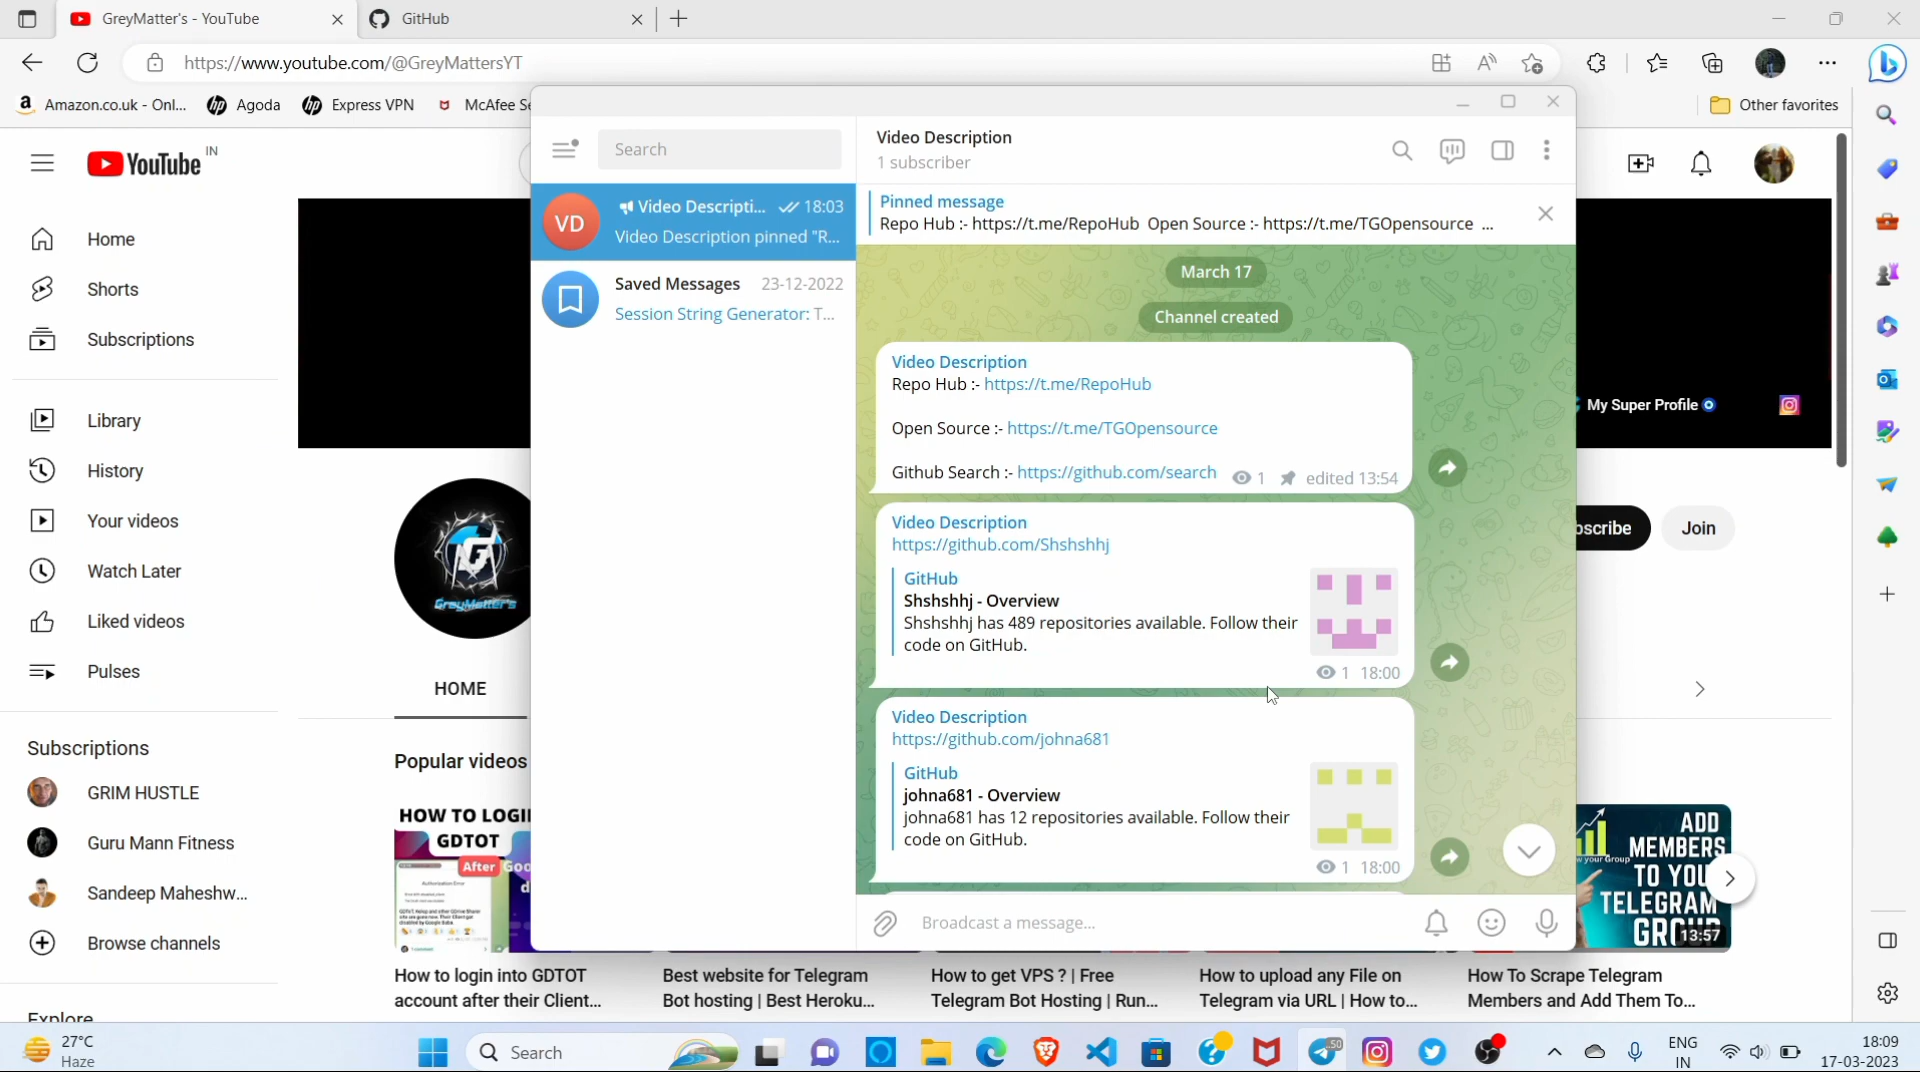 GreyMatter's - YouTube
GitHub
https://www.youtube.com/@GreyMattersYT
Amazon.co.uk - Onl...
Agoda
Express VPN
McAfee Se
Other favorites
YouTube IN
Home
Shorts
Subscriptions
Library
History
Your videos
Watch Later
Liked videos
Pulses
Subscriptions
GRIM HUSTLE
Guru Mann Fitness
Sandeep Maheshw...
Browse channels
Explore
Search
VD
Video Descripti...
18:03
Video Description pinned "R...
Saved Messages
23-12-2022
Session String Generator: T...
Video Description
1 subscriber
Pinned message
Repo Hub :- https://t.me/RepoHub Open Source :- https://t.me/TGOpensource ...
March 17
Channel created
Video Description
Repo Hub :- https://t.me/RepoHub
Open Source :- https://t.me/TGOpensource
Github Search :- https://github.com/search
1 edited 13:54
Video Description
https://github.com/Shshshhj
GitHub
Shshshhj - Overview
Shshshhj has 489 repositories available. Follow their
code on GitHub.
1 18:00
Video Description
https://github.com/johna681
GitHub
johna681 - Overview
johna681 has 12 repositories available. Follow their
code on GitHub.
1 18:00
Broadcast a message...
My Super Profile
bscribe
Join
GreyMatter's
HOME
Popular videos
HOW TO LOGI
GDTOT
After
Goo
ADD
MEMBERS
TO YOU
TELEGRAM
GR
w your Group
13:57
How to login into GDTOT
account after their Client...
Best website for Telegram
Bot hosting | Best Heroku...
How to get VPS ? | Free
Telegram Bot Hosting | Run...
How to upload any File on
Telegram via URL | How to...
How To Scrape Telegram
Members and Add Them To...
27°C
Haze
Search
.50
ENG
IN
18:09
17-03-2023